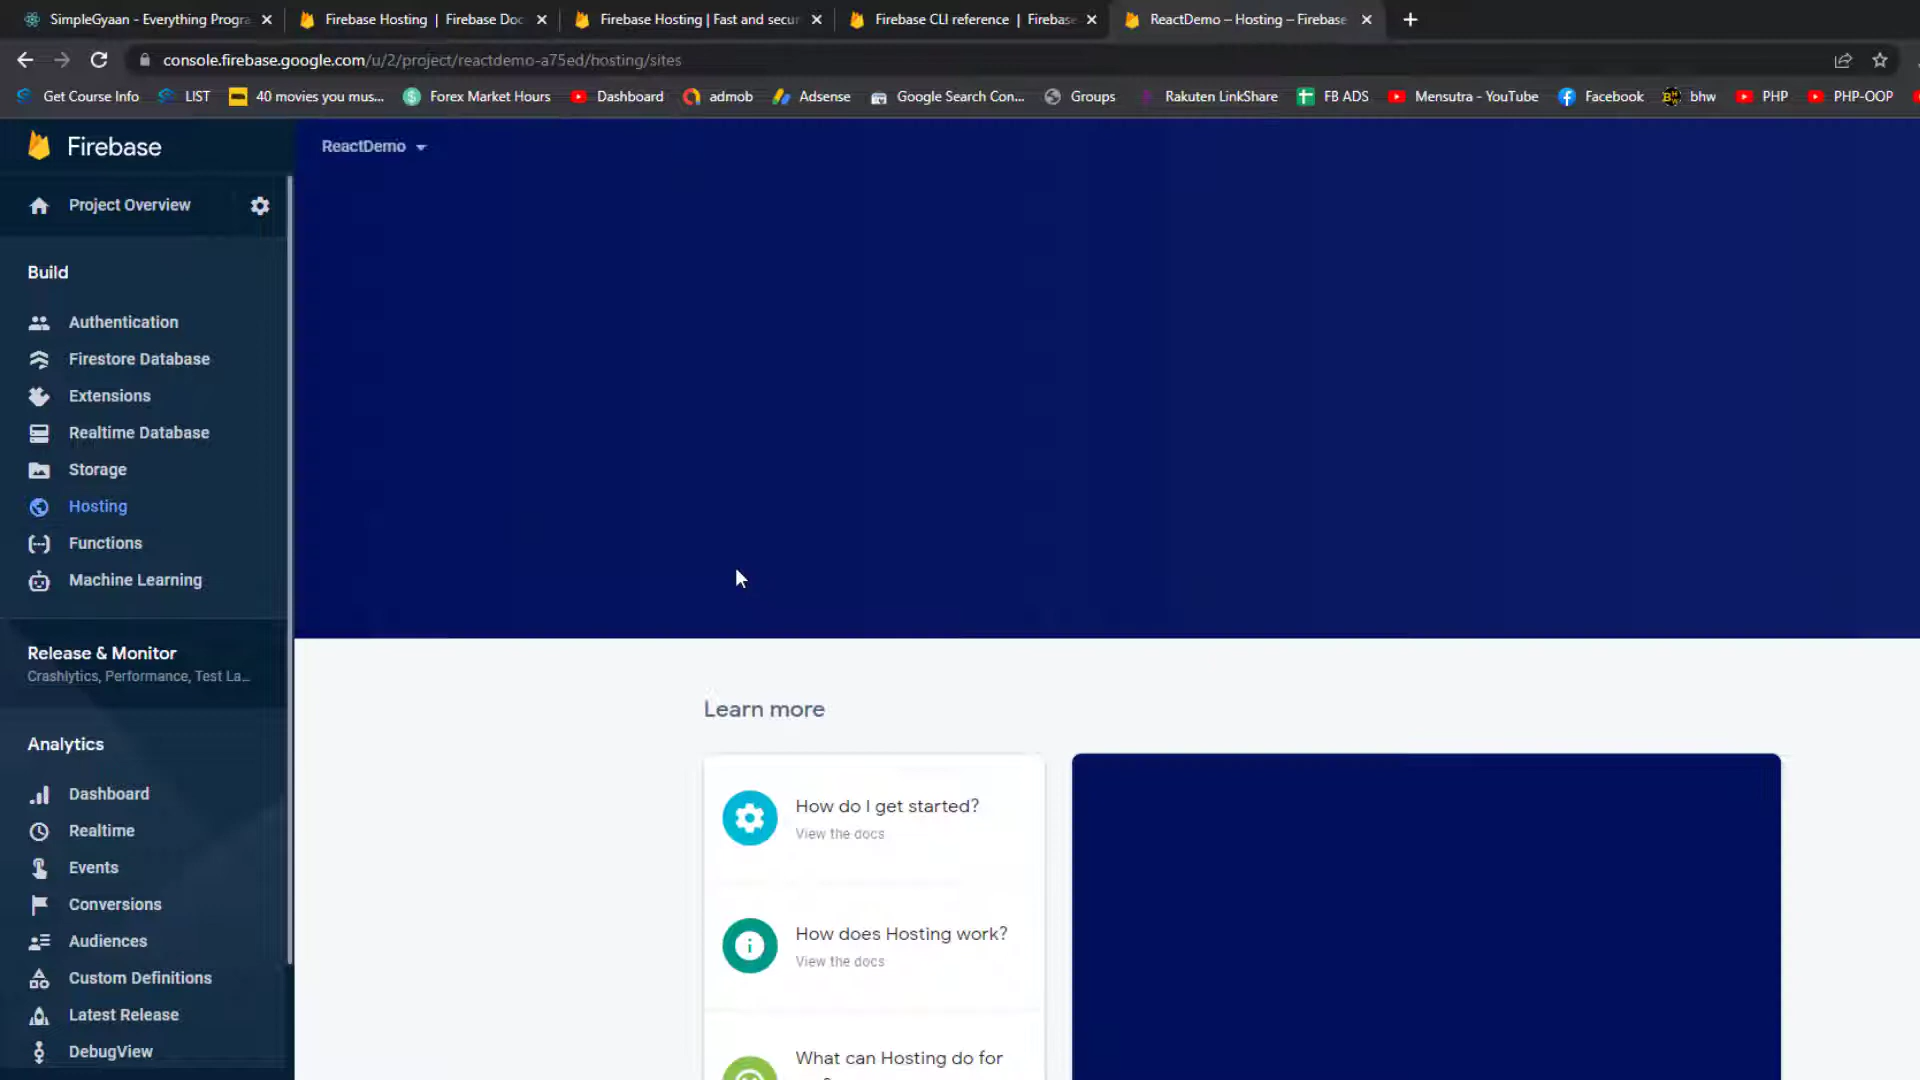 SimpleGyaan - Everything Progra
Firebase Hosting | Firebase Doc
Firebase Hosting | Fast and secur
Firebase CLI reference | Firebase
ReactDemo – Hosting – Firebase
console.firebase.google.com/u/2/project/reactdemo-a75ed/hosting/sites
Get Course Info
LIST
40 movies you mus...
Forex Market Hours
Dashboard
admob
Adsense
Google Search Con...
Groups
Rakuten LinkShare
FB ADS
Mensutra - YouTube
Facebook
bhw
PHP
PHP-OOP
Firebase
ReactDemo
Project Overview
Build
Authentication
Firestore Database
Extensions
Realtime Database
Storage
Hosting
Functions
Machine Learning
Release & Monitor
Crashlytics, Performance, Test La...
Analytics
Dashboard
Realtime
Events
Conversions
Audiences
Custom Definitions
Latest Release
DebugView
Learn more
How do I get started?
View the docs
How does Hosting work?
View the docs
What can Hosting do for